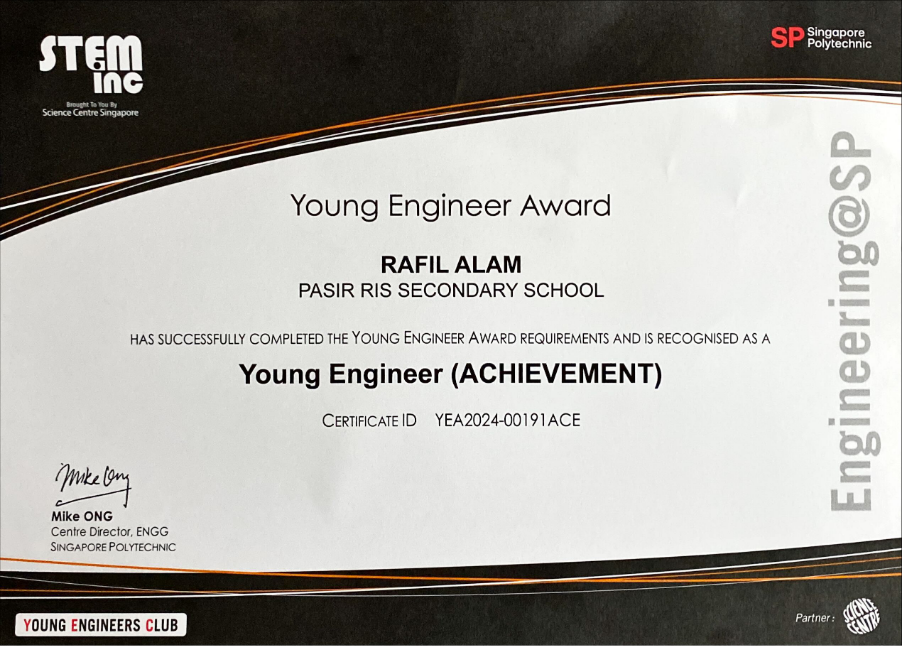 STEM
inc
Brought To You By
Science Centre Singapore
SP Singapore
Polytechnic
Young Engineer Award
RAFIL ALAM
PASIR RIS SECONDARY SCHOOL
HAS SUCCESSFULLY COMPLETED THE YOUNG ENGINEER AWARD REQUIREMENTS AND IS RECOGNISED AS A
Young Engineer (ACHIEVEMENT)
CERTIFICATE ID YEA2024-00191ACE
Engineering@SP
Mike Ong
Mike ONG
Centre Director, ENGG
SINGAPORE POLYTECHNIC
YOUNG ENGINEERS CLUB
Partner :
SCIENCE
CENTRE